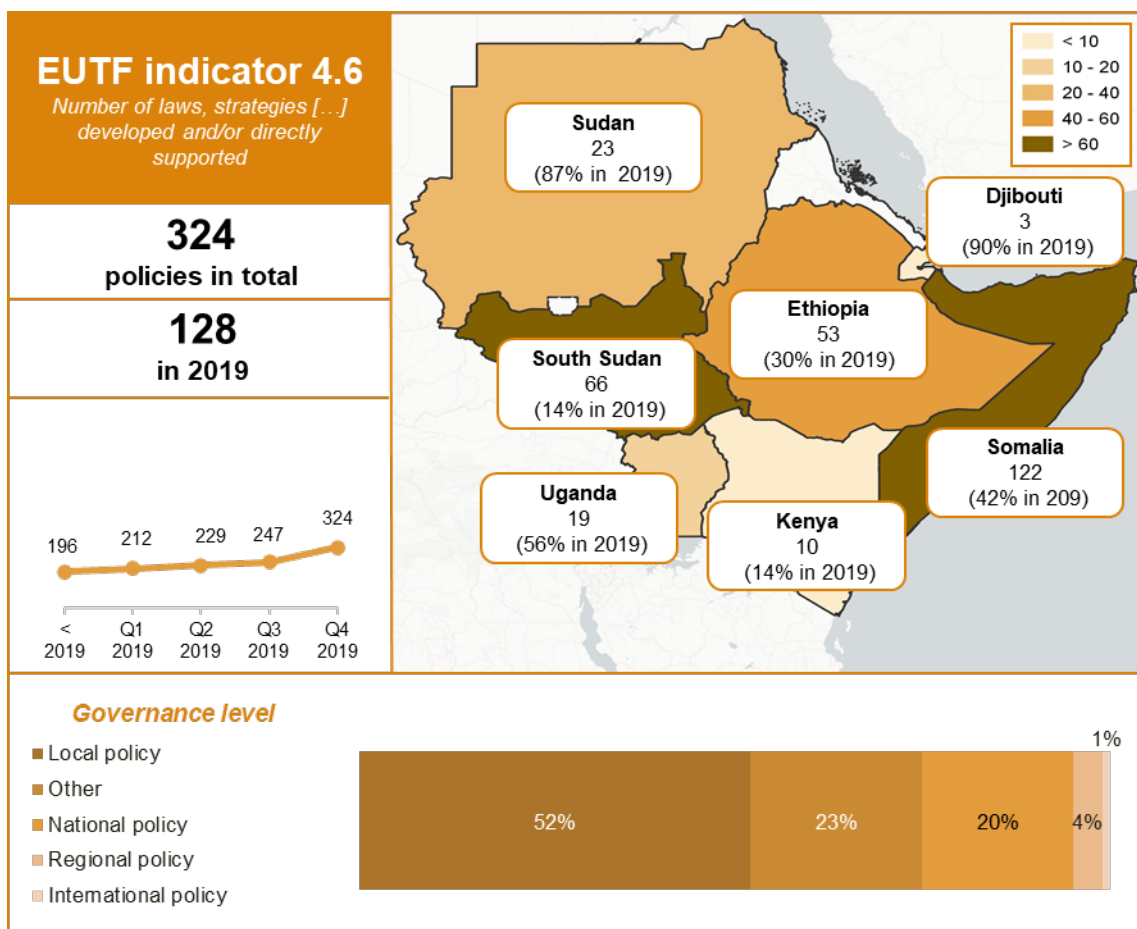 EUTF indicator 4.6
Number of laws, strategies […]
developed and/or directly
supported
324
policies in total
128
in 2019
196
212
229
247
324
<
2019
Q1
2019
Q2
2019
Q3
2019
Q4
2019
< 10
10 - 20
20 - 40
40 - 60
> 60
Sudan
23
(87% in 2019)
Djibouti
3
(90% in 2019)
Ethiopia
53
(30% in 2019)
South Sudan
66
(14% in 2019)
Somalia
122
(42% in 209)
Uganda
19
(56% in 2019)
Kenya
10
(14% in 2019)
Governance level
Local policy
Other
National policy
Regional policy
International policy
52%
23%
20%
4%
1%